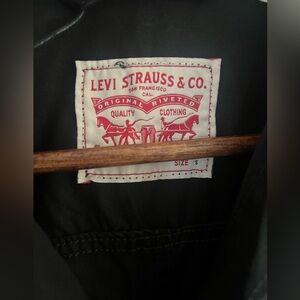 LEVI STRAUSS & CO.
SAN FRANCISCO
CAL.
ORIGINAL RIVETED
QUALITY CLOTHING
SIZE S